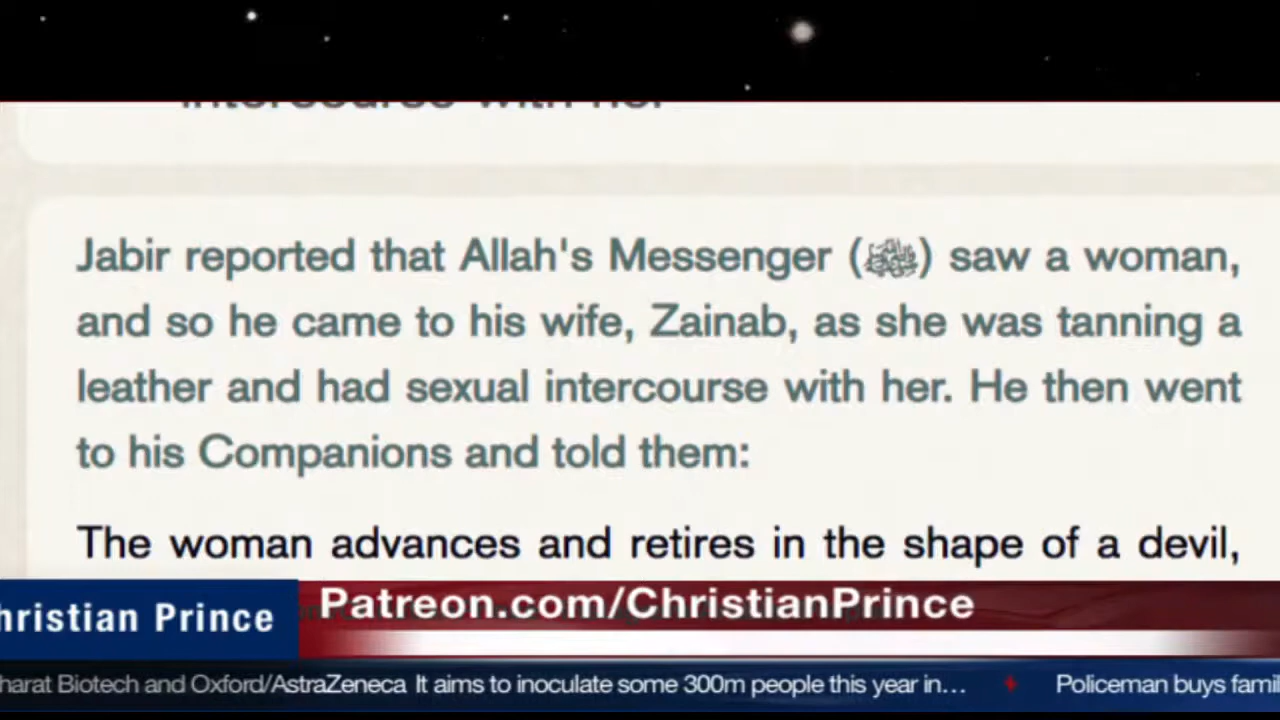 intercourse with her.
Jabir reported that Allah's Messenger (ﷺ) saw a woman,
and so he came to his wife, Zainab, as she was tanning a
leather and had sexual intercourse with her. He then went
to his Companions and told them:
The woman advances and retires in the shape of a devil,
hristian Prince
Patreon.com/ChristianPrince
harat Biotech and Oxford/AstraZeneca It aims to inoculate some 300m people this year in…
Policeman buys famil